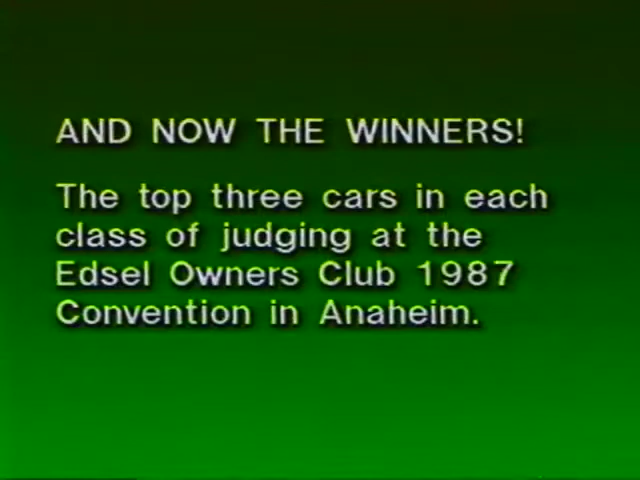 AND NOW THE WINNERS!
The top three cars in each
class of judging at the
Edsel Owners Club 1987
Convention in Anaheim.